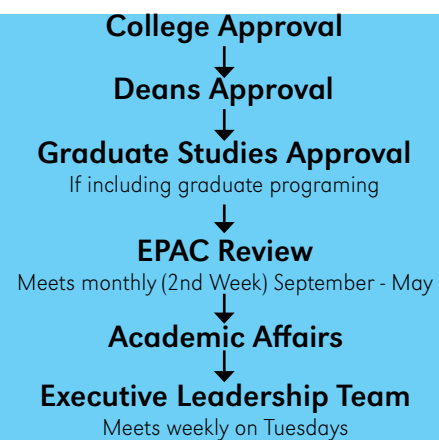 College Approval
Deans Approval
Graduate Studies Approval
If including graduate programing
EPAC Review
Meets monthly (2nd Week) September - May
Academic Affairs
Executive Leadership Team
Meets weekly on Tuesdays